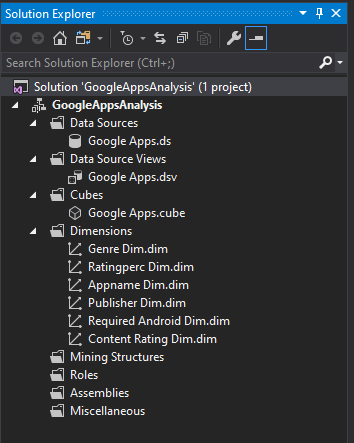 Solution Explorer
Search Solution Explorer (Ctrl+;)
Solution 'GoogleAppsAnalysis' (1 project)
GoogleAppsAnalysis
Data Sources
Google Apps.ds
Data Source Views
Google Apps.dsv
Cubes
Google Apps.cube
Dimensions
Genre Dim.dim
Ratingperc Dim.dim
Appname Dim.dim
Publisher Dim.dim
Required Android Dim.dim
Content Rating Dim.dim
Mining Structures
Roles
Assemblies
Miscellaneous